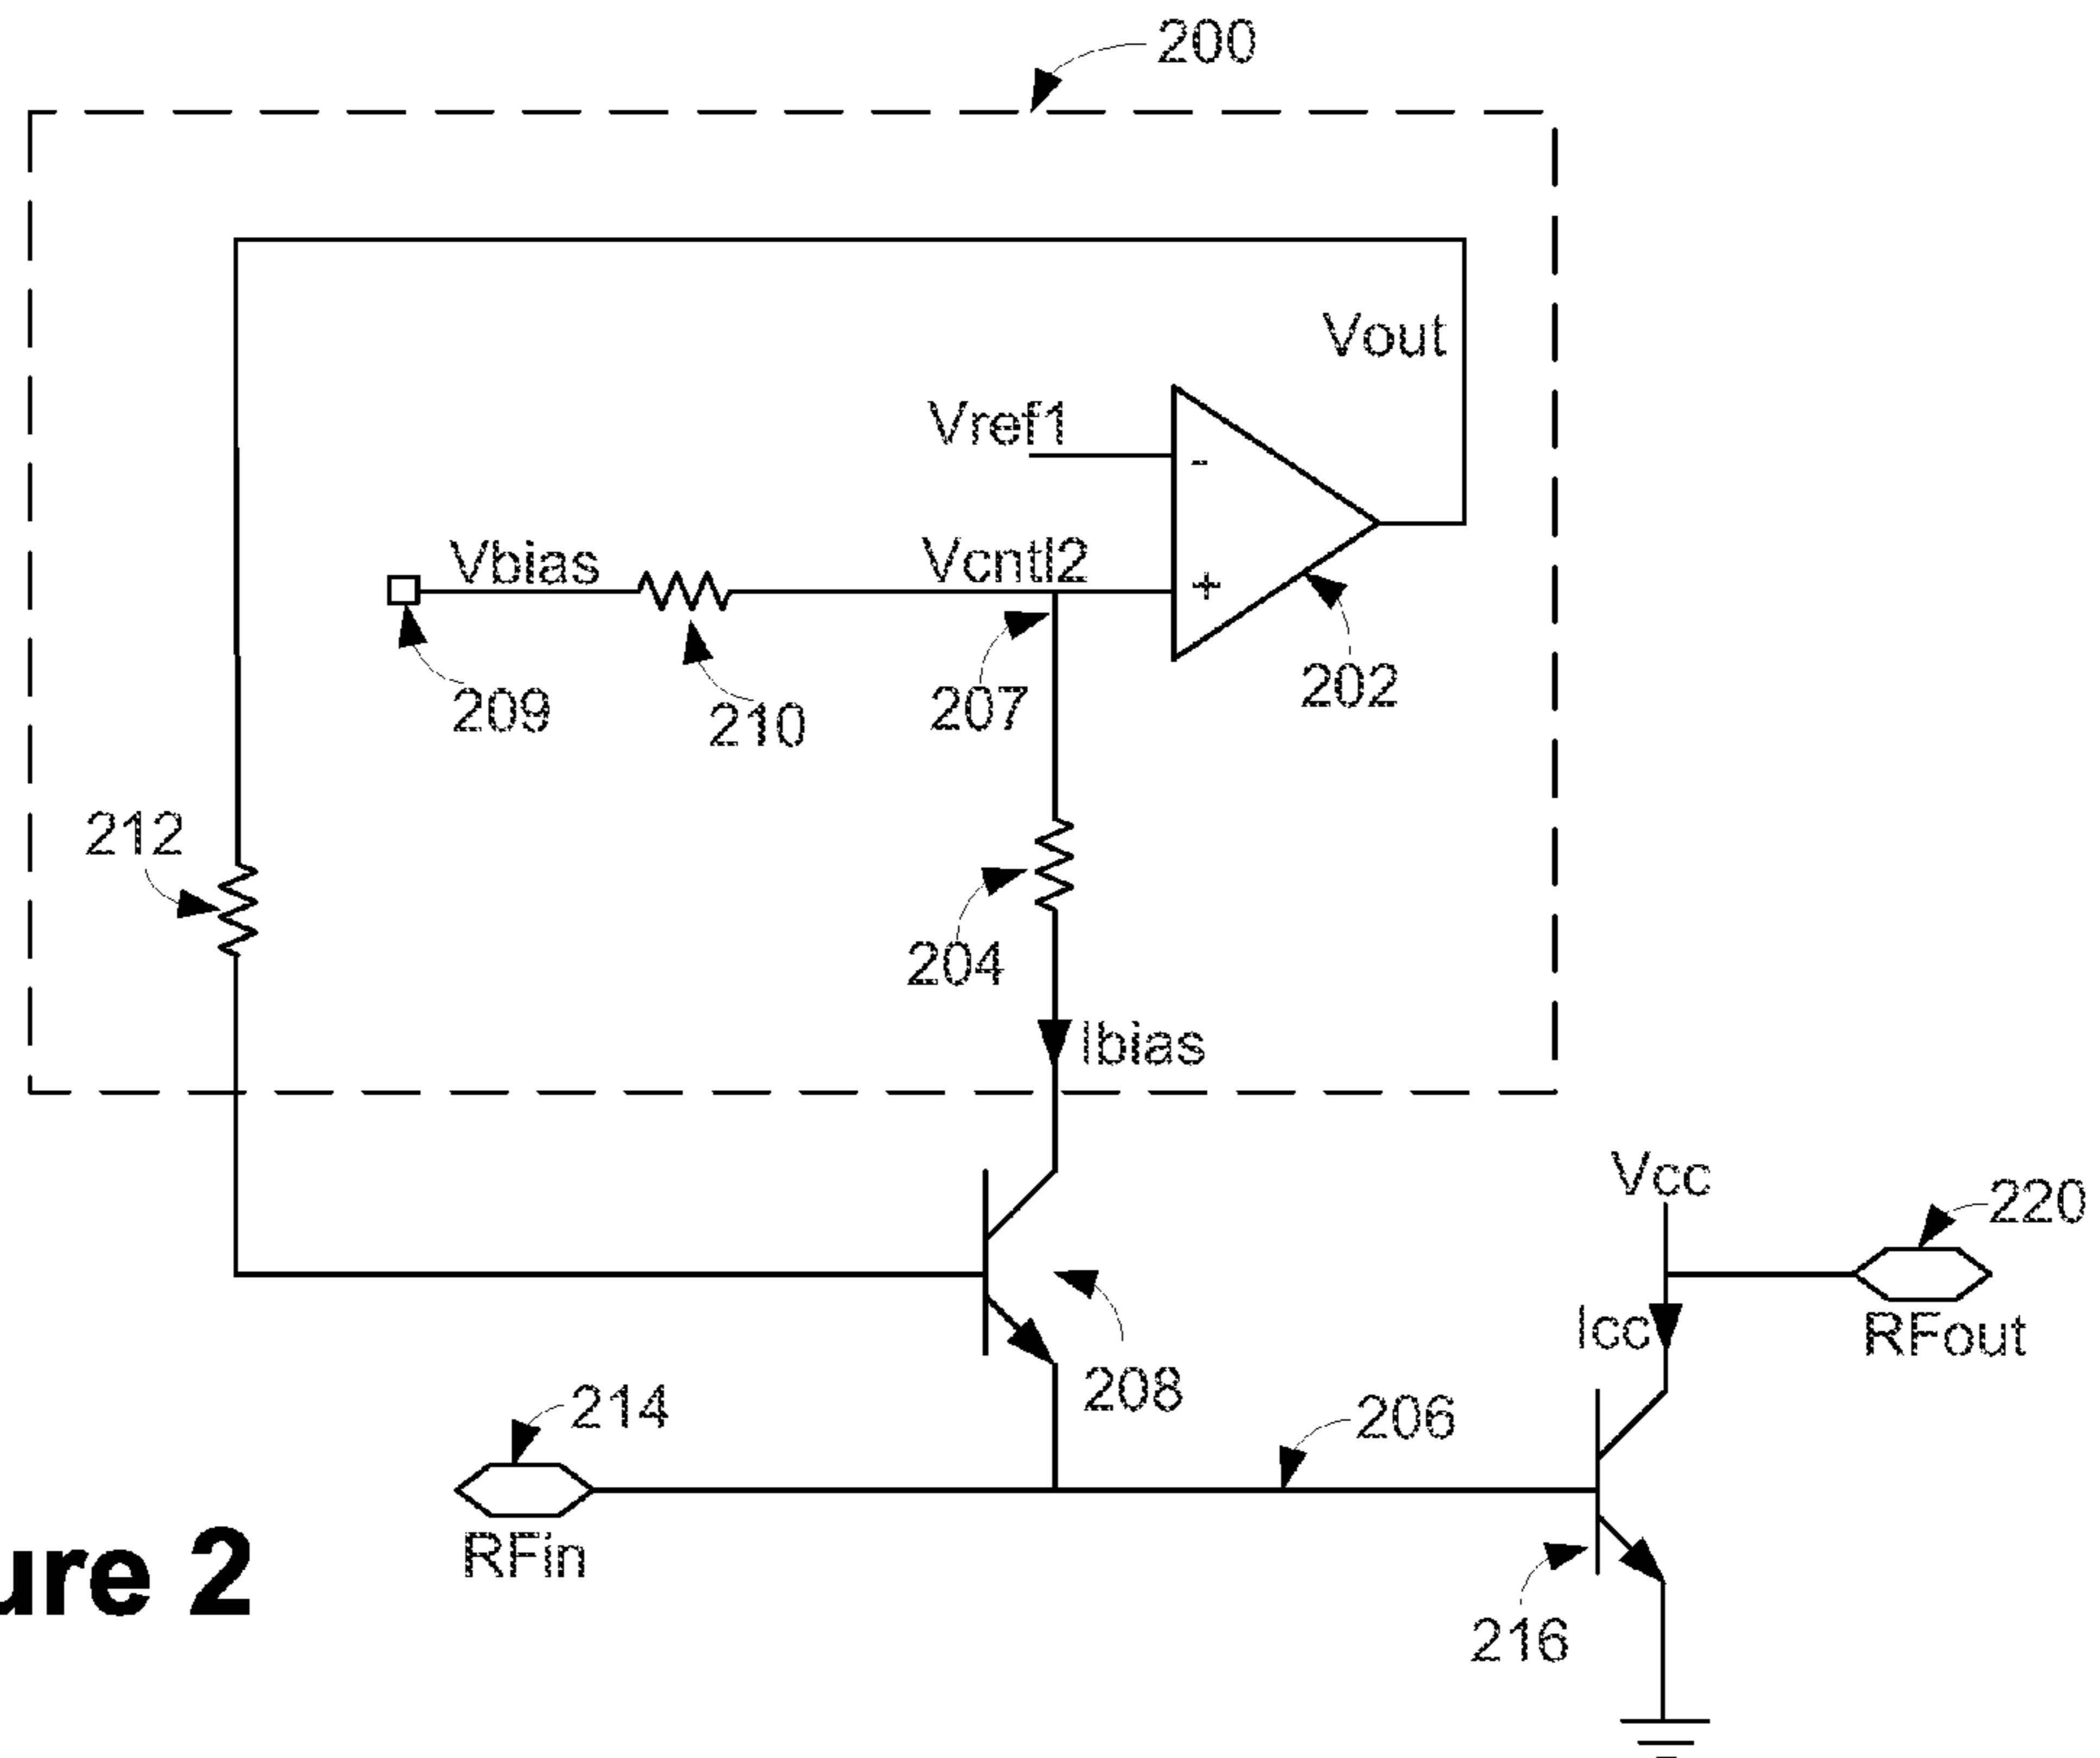 200
Vout
Vref1
-
Vbias
Vcntl2
+
209
210
207
202
212
204
Ibias
Vcc
220
Icc
RFout
208
214
206
RFin
ure 2
216